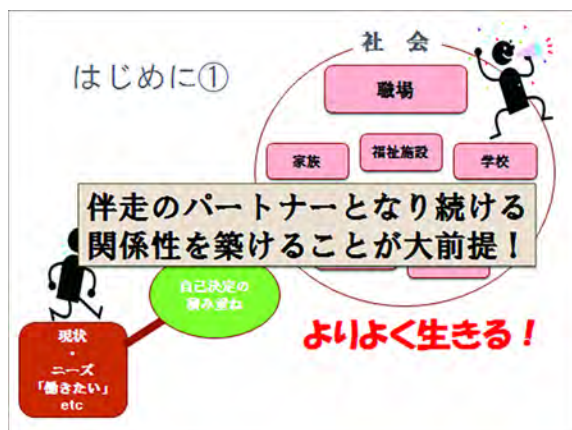 はじめに①
社 会
職場
家族
福祉施設
学校
伴走のパートナーとなり続ける
関係性を築けることが大前提！
自己決定の
積み重ね
よりよく生きる！
現状
・
ニーズ
「働きたい」
etc